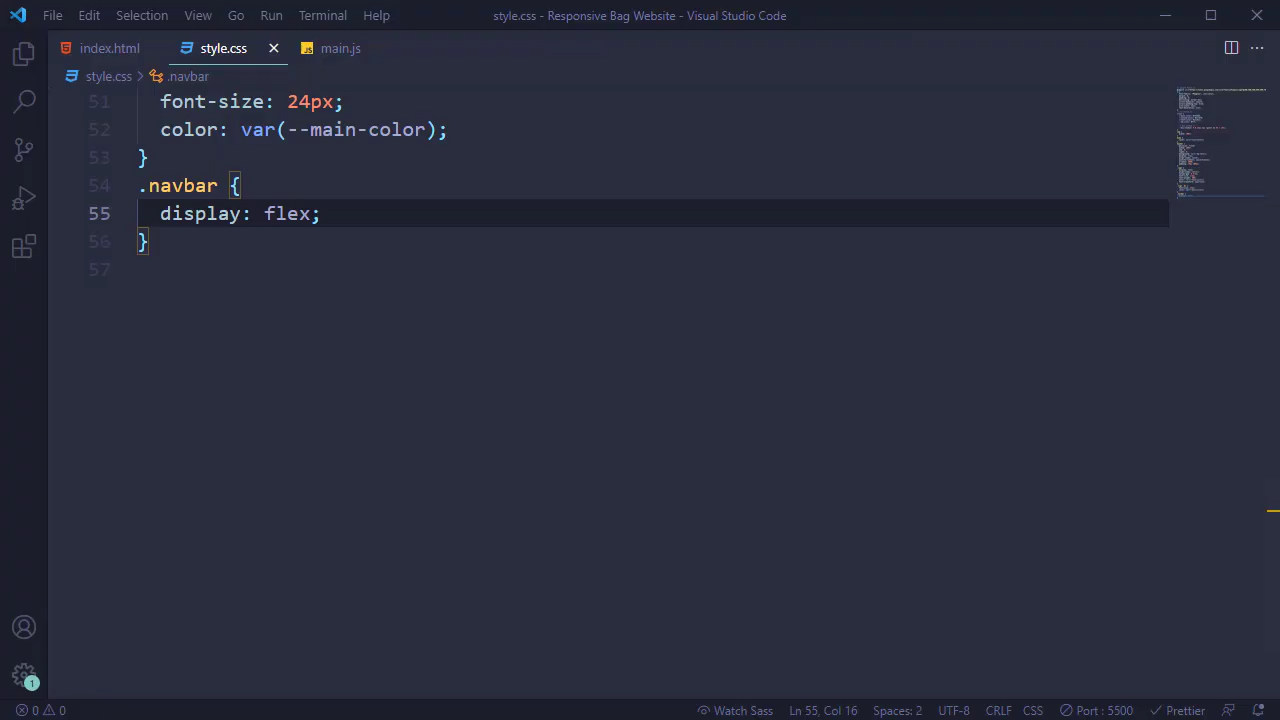 File Edit Selection View Go Run Terminal Help style.css - Responsive Bag Website - Visual Studio Code
index.html style.css main.js
style.css .navbar
51 font-size: 24px;
52 color: var(--main-color);
53 }
54 .navbar {
55 display: flex;
56 }
57
1
0 0 Watch Sass Ln 55, Col 16 Spaces: 2 UTF-8 CRLF CSS Port : 5500 Prettier